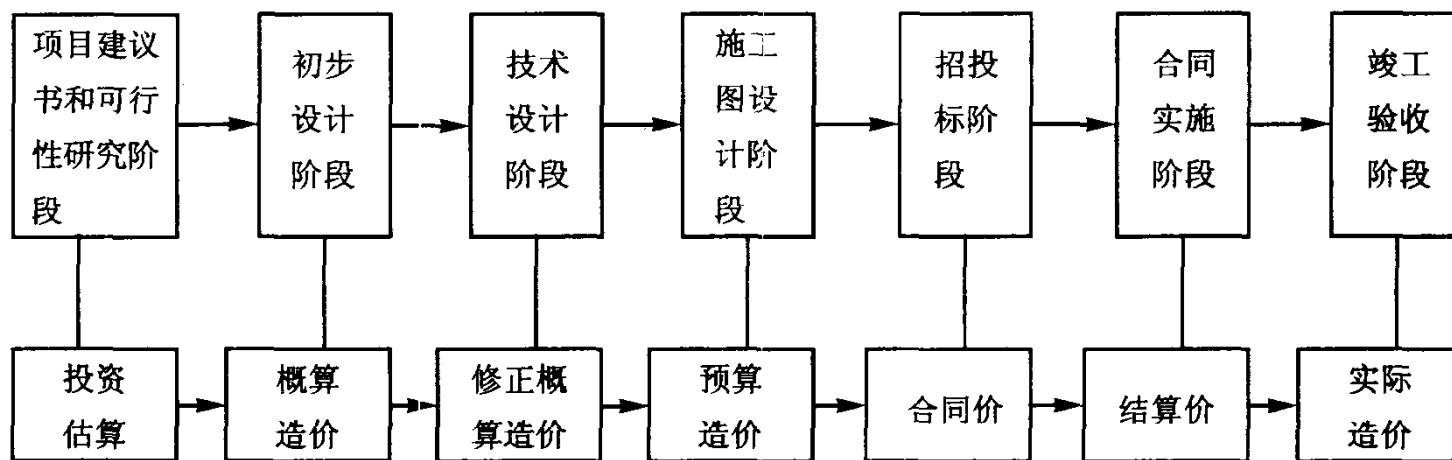 项目建议
书和可行
性研究阶
段
初步
设计
阶段
技术
设计
阶段
施工
图设
计阶
段
招投
标阶
段
合同
实施
阶段
竣工
验收
阶段
投资
估算
概算
造价
修正概
算造价
预算
造价
合同价
结算价
实际
造价